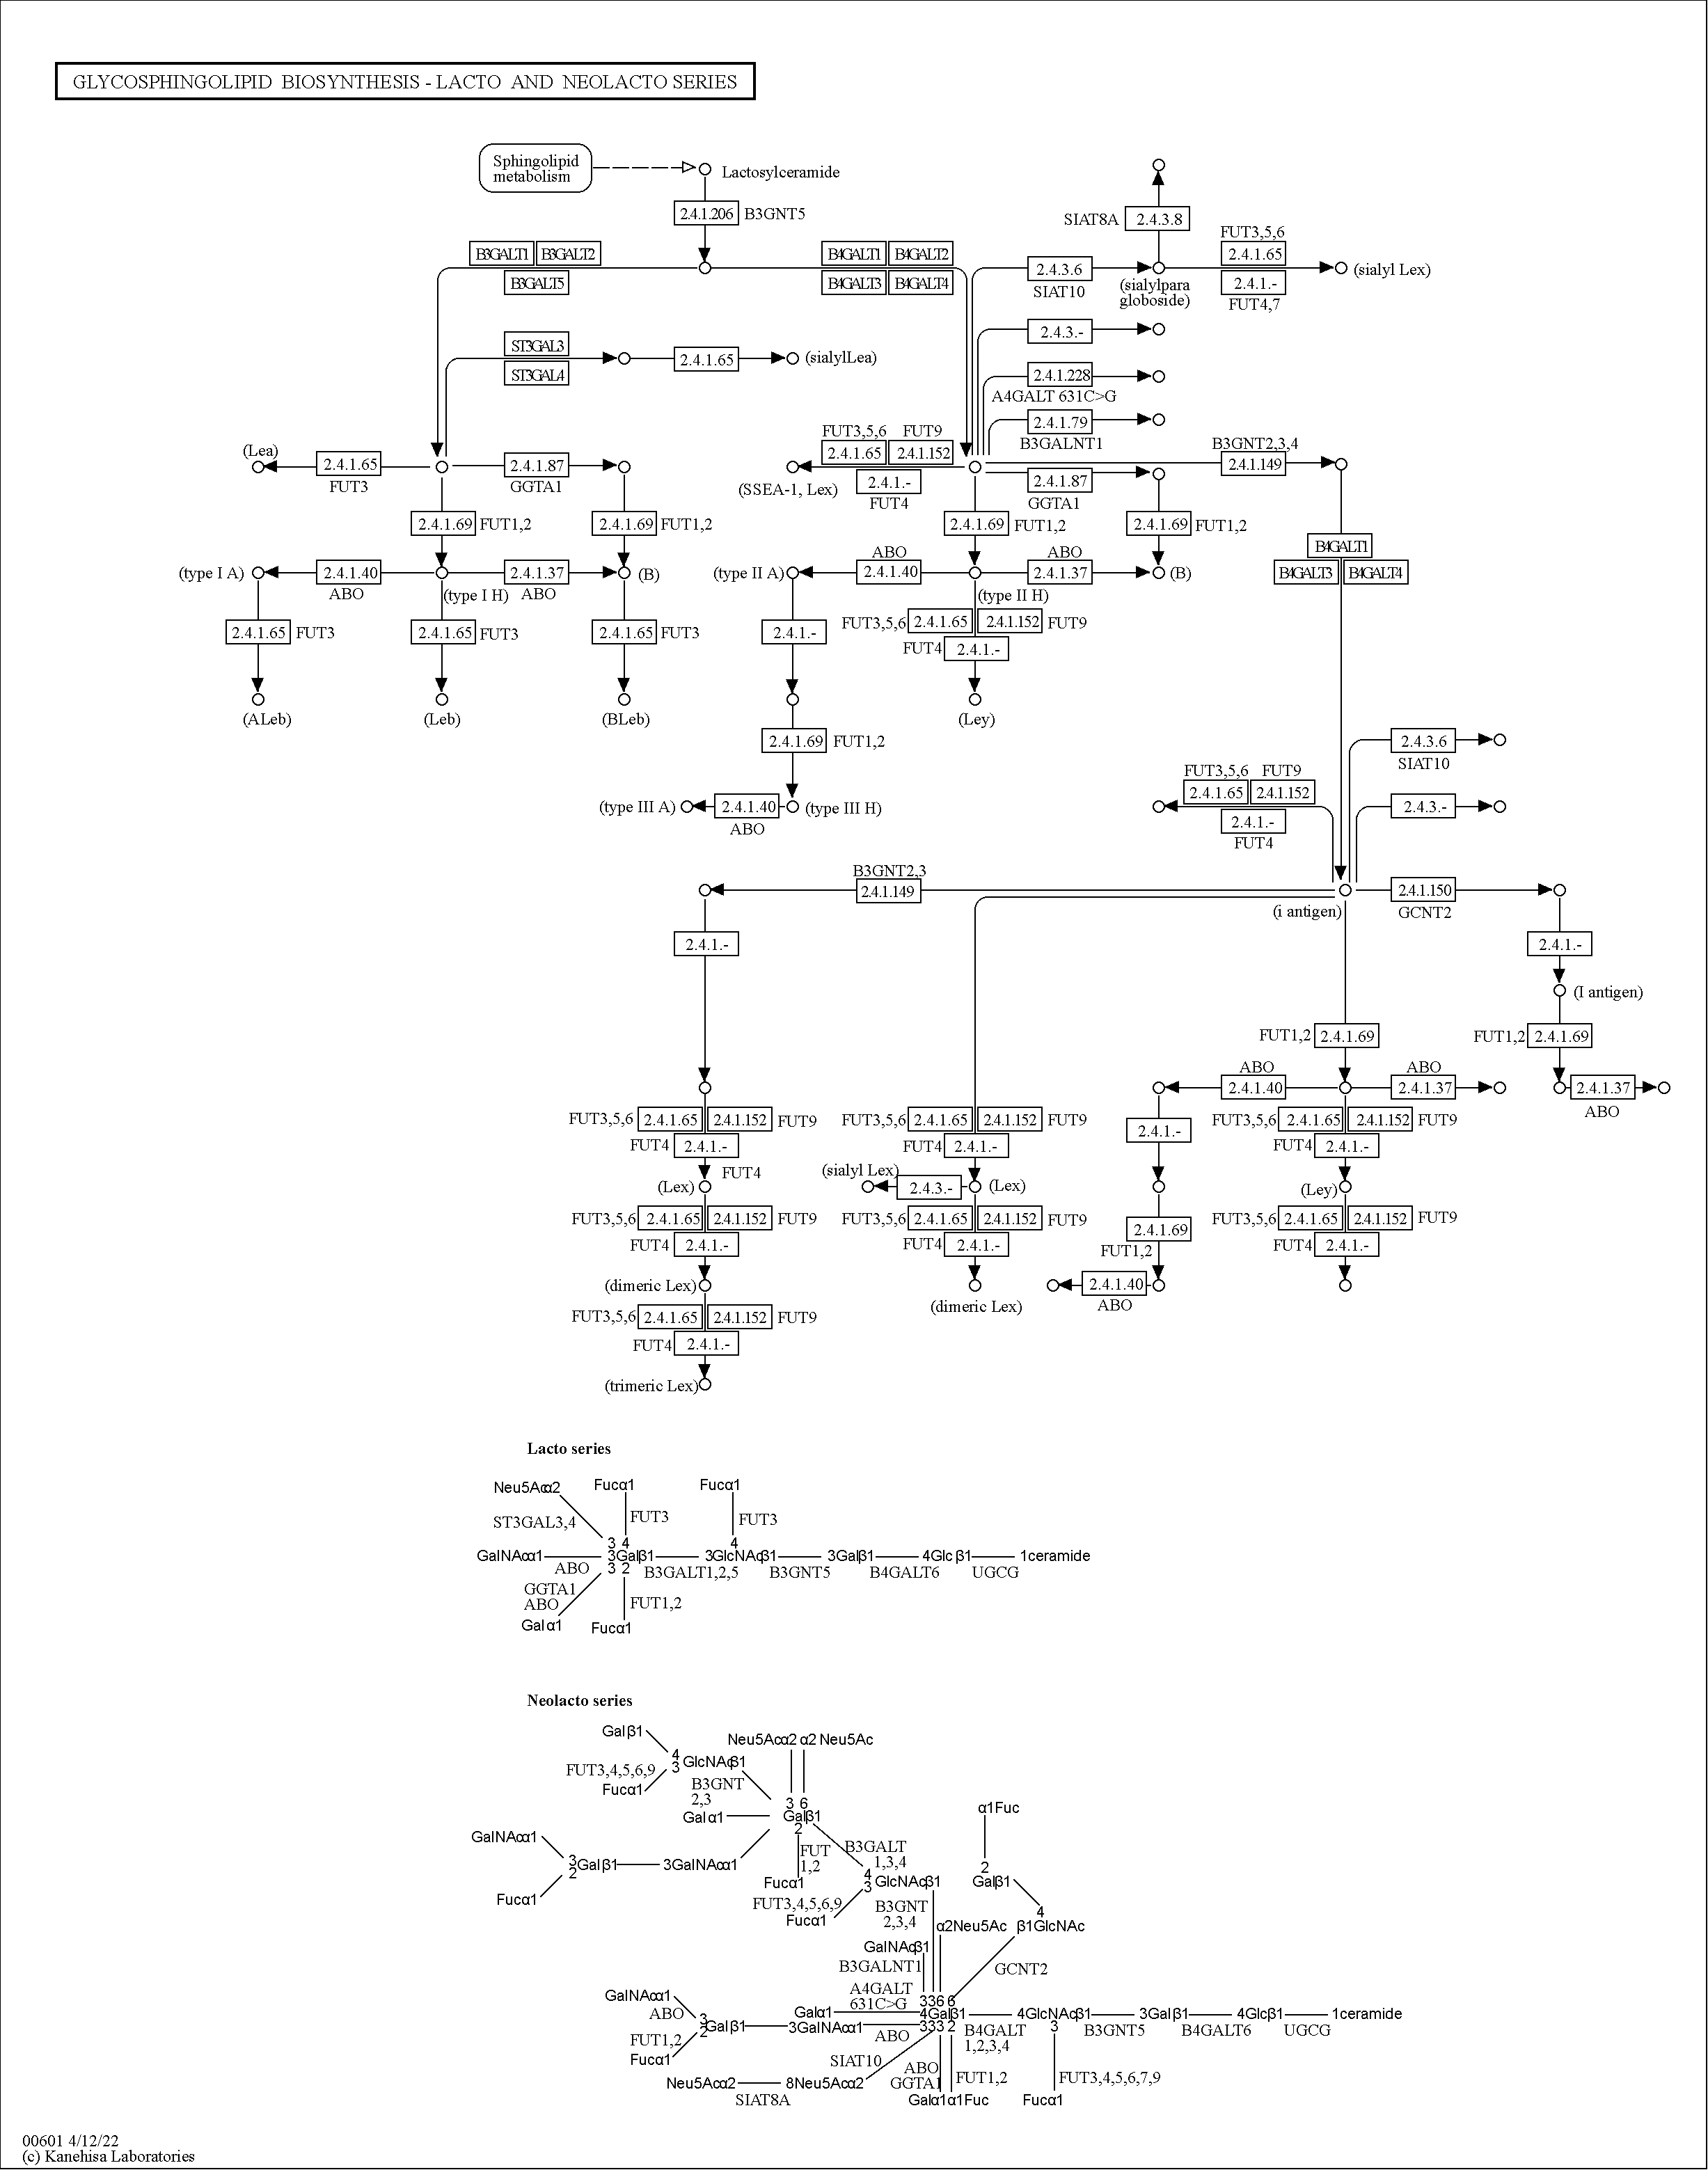 GLYCOSPHINGOLIPID BIOSYNTHESIS - LACTO AND NEOLACTO SERIES
Sphingolipid
metabolism
Lactosylceramide
2.4.1.206 B3GNT5
SIAT8A 2.4.3.8
B3GALT1 B3GALT2
B3GALT5
B4GALT1 B4GALT2
B4GALT3 B4GALT4
2.4.3.6
SIAT10
(sialylpara
globoside)
FUT3,5,6
2.4.1.65
2.4.1.-
FUT4,7
(sialyl Lex)
2.4.3.-
ST3GAL3
ST3GAL4
2.4.1.65 (sialylLea)
2.4.1.228
A4GALT 631C>G
2.4.1.79
B3GALNT1
(Lea)
2.4.1.65
FUT3
2.4.1.87
GGTA1
FUT3,5,6 FUT9
2.4.1.65 2.4.1.152
(SSEA-1, Lex) 2.4.1.-
FUT4
2.4.1.87
GGTA1
B3GNT2,3,4
2.4.1.149
2.4.1.69 FUT1,2
2.4.1.69 FUT1,2
2.4.1.69 FUT1,2
2.4.1.69 FUT1,2
B4GALT1
B4GALT3 B4GALT4
(type I A) 2.4.1.40
ABO
(type I H)
2.4.1.37
ABO
(B)
(type II A)
ABO
2.4.1.40
(type II H)
ABO
2.4.1.37
(B)
2.4.1.65 FUT3
2.4.1.65 FUT3
2.4.1.65 FUT3
2.4.1.-
FUT3,5,6 2.4.1.65 2.4.1.152 FUT9
FUT4 2.4.1.-
(ALeb)
(Leb)
(BLeb)
(Ley)
2.4.1.69 FUT1,2
(type III A) 2.4.1.40 (type III H)
ABO
2.4.3.6
SIAT10
FUT3,5,6 FUT9
2.4.1.65 2.4.1.152
2.4.1.-
FUT4
2.4.3.-
B3GNT2,3
2.4.1.149
(i antigen)
2.4.1.150
GCNT2
2.4.1.-
2.4.1.-
(I antigen)
FUT1,2 2.4.1.69
FUT1,2 2.4.1.69
ABO
2.4.1.40
ABO
2.4.1.37
2.4.1.37
ABO
FUT3,5,6 2.4.1.65 2.4.1.152 FUT9
FUT4 2.4.1.-
FUT4
(Lex)
FUT3,5,6 2.4.1.65 2.4.1.152 FUT9
FUT4 2.4.1.-
(dimeric Lex)
FUT3,5,6 2.4.1.65 2.4.1.152 FUT9
FUT4 2.4.1.-
(trimeric Lex)
FUT3,5,6 2.4.1.65 2.4.1.152 FUT9
FUT4 2.4.1.-
(sialyl Lex)
2.4.3.- (Lex)
FUT3,5,6 2.4.1.65 2.4.1.152 FUT9
FUT4 2.4.1.-
(dimeric Lex)
2.4.1.-
2.4.1.69
FUT1,2
2.4.1.40
ABO
FUT3,5,6 2.4.1.65 2.4.1.152 FUT9
FUT4 2.4.1.-
(Ley)
FUT3,5,6 2.4.1.65 2.4.1.152 FUT9
FUT4 2.4.1.-
Lacto series
Neu5Acα2 Fucα1 Fucα1
ST3GAL3,4 FUT3 FUT3
3 4 4
GalNAcα1 3Galβ1 3GlcNAcβ1 3Galβ1 4Glcβ1 1ceramide
ABO 3 2 B3GALT1,2,5 B3GNT5 B4GALT6 UGCG
GGTA1
ABO FUT1,2
Galα1 Fucα1
Neolacto series
Galβ1
Neu5Acα2 α2Neu5Ac
4
3 GlcNAcβ1
FUT3,4,5,6,9
Fucα1
B3GNT
2,3
3 6
Galα1 Galβ1
2
α1Fuc
GalNAcα1
FUT
1,2
B3GALT
1,3,4
3
2 Galβ1 3GalNAcα1
Fucα1
Fucα1
4
3 GlcNAcβ1
2
Galβ1
FUT3,4,5,6,9
Fucα1
B3GNT
2,3,4
α2Neu5Ac
4
β1GlcNAc
GalNAcβ1
B3GALNT1
GCNT2
A4GALT
631C>G
GalNAcα1
ABO
3366
Galα1 4Galβ1 4GlcNAcβ1 3Galβ1 4Glcβ1 1ceramide
3
2 Galβ1 3GalNAcα1 333 2 B4GALT 3 B3GNT5 B4GALT6 UGCG
ABO 1,2,3,4
FUT1,2
Fucα1
SIAT10
ABO
GGTA1
FUT1,2 FUT3,4,5,6,7,9
Neu5Acα2 8Neu5Acα2
SIAT8A
Galα1 α1Fuc Fucα1
00601 4/12/22
(c) Kanehisa Laboratories